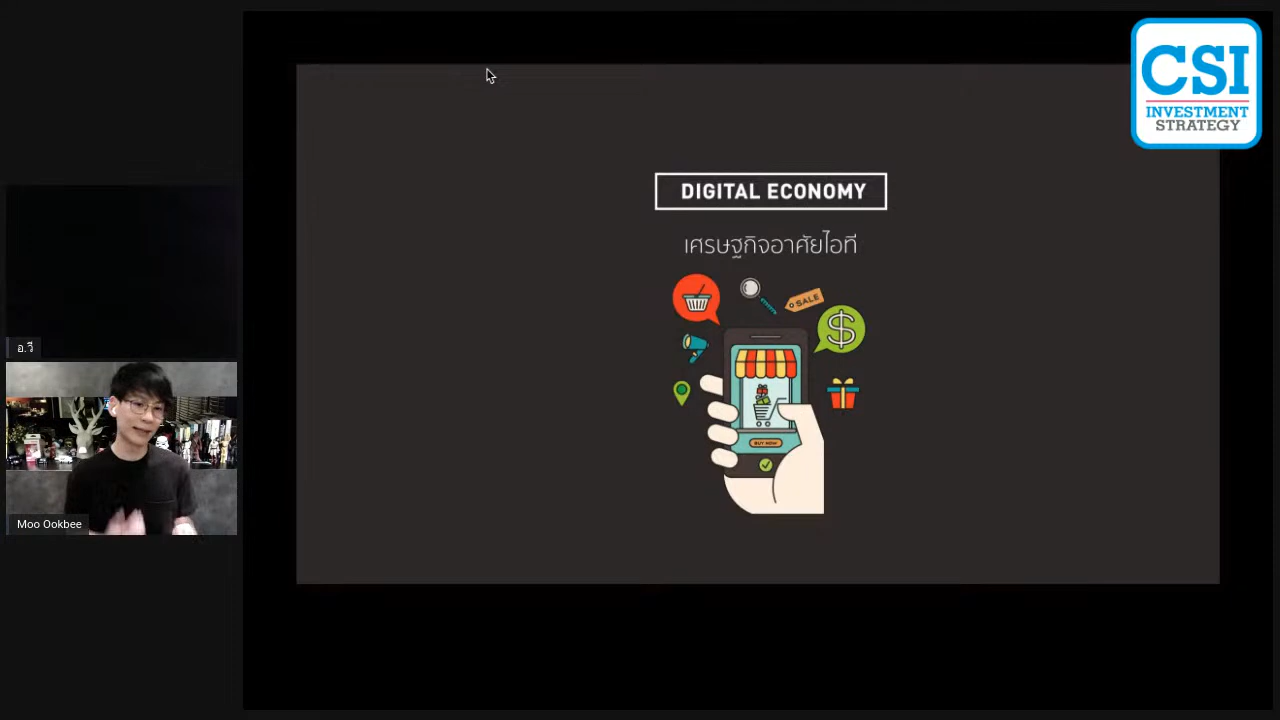 CSI
INVESTMENT
STRATEGY
DIGITAL ECONOMY
เศรษฐกิจอาศัยไอที
SALE
$
BUY NOW
อ.วี
Moo Ookbee